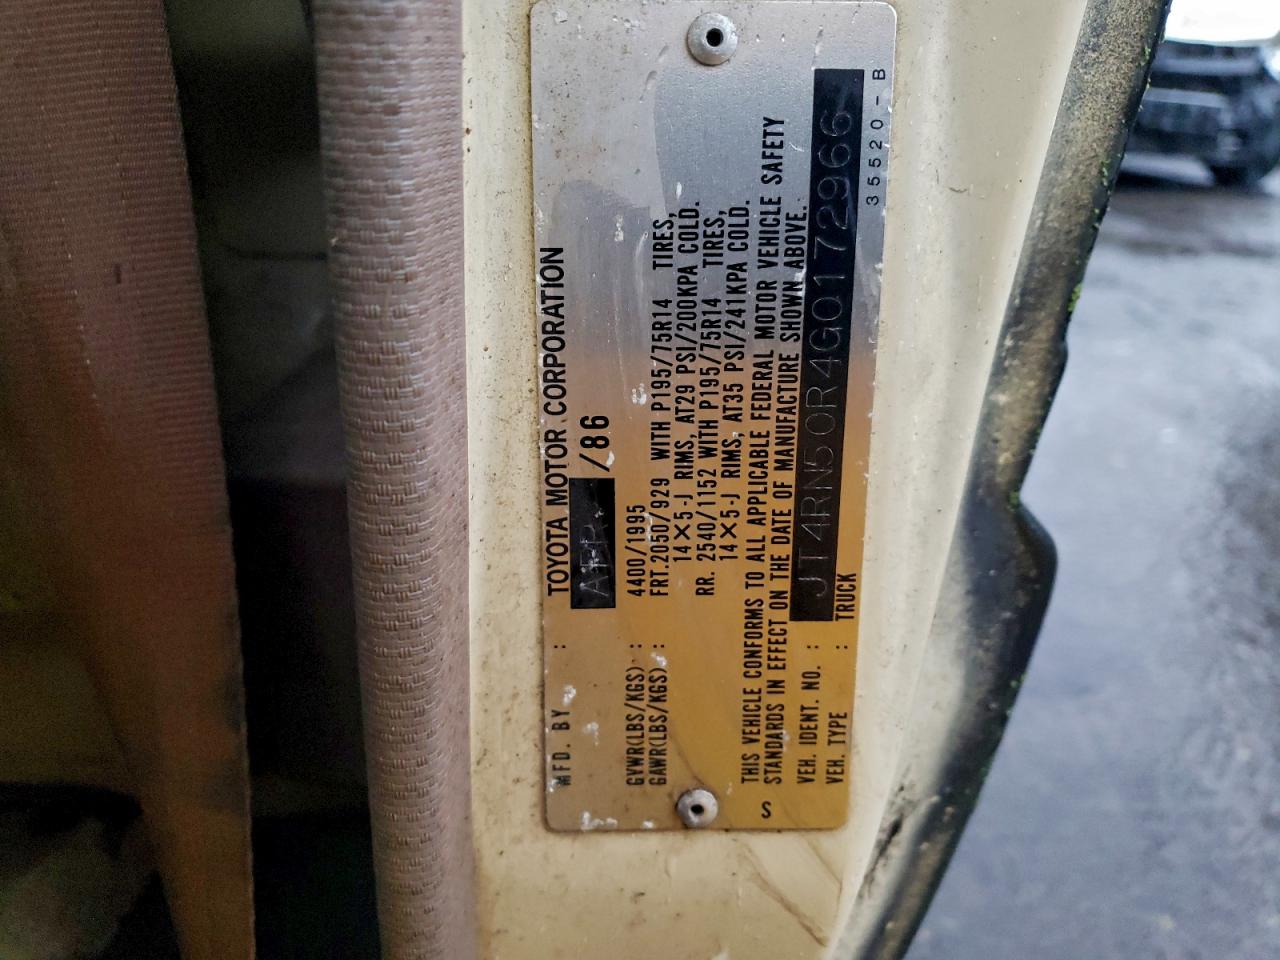 MFD. BY : TOYOTA MOTOR CORPORATION
APR /86
GVWR(LBS/KGS) : 4400/1995
GAWR(LBS/KGS) : FRT.2050/929 WITH P195/75R14 TIRES,
14×5-J RIMS, AT29 PSI/200KPA COLD.
RR. 2540/1152 WITH P195/75R14 TIRES,
14×5-J RIMS, AT35 PSI/241KPA COLD.
THIS VEHICLE CONFORMS TO ALL APPLICABLE FEDERAL MOTOR VEHICLE SAFETY
STANDARDS IN EFFECT ON THE DATE OF MANUFACTURE SHOWN ABOVE.
VEH. IDENT. NO. : JT4RN50R4G0172966
VEH. TYPE : TRUCK
S
35520-B